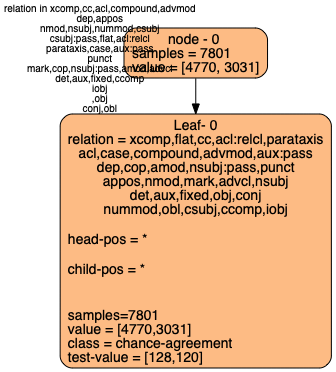 relation in xcomp,cc,acl,compound,advmod
dep,appos
nmod,nsubj,nummod,csubj
csubj:pass,flat,acl:relcl
parataxis,case,aux:pass
punct
mark,cop,nsubj:pass,amod,advcl
det,aux,fixed,ccomp
iobj
,obj
conj,obl
node - 0
samples = 7801
value = [4770, 3031]
Leaf- 0
relation = xcomp,flat,cc,acl:relcl,parataxis
acl,case,compound,advmod,aux:pass
dep,cop,amod,nsubj:pass,punct
appos,nmod,mark,advcl,nsubj
det,aux,fixed,obj,conj
nummod,obl,csubj,ccomp,iobj
head-pos = *
child-pos = *
samples=7801
value = [4770,3031]
class = chance-agreement
test-value = [128,120]